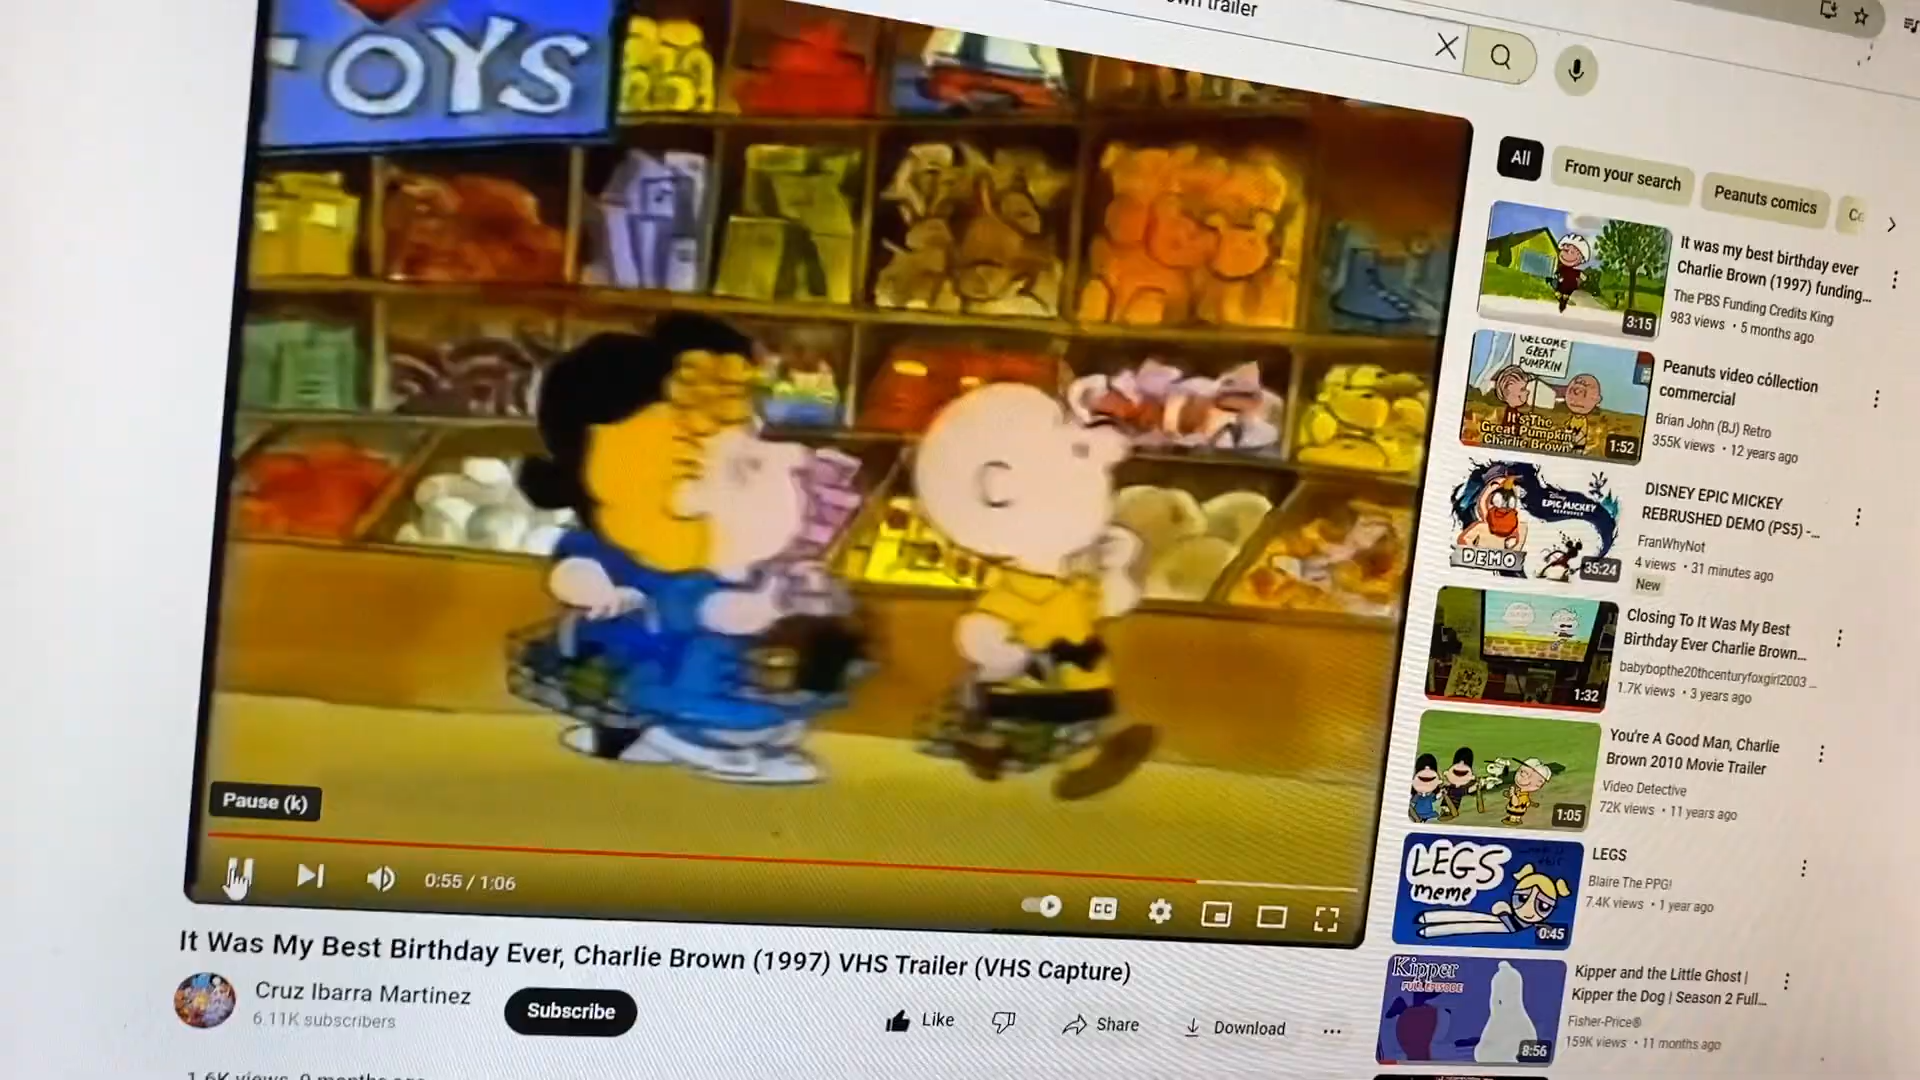 trailer
OYS
All
From your search
Peanuts comics
It was my best birthday ever
Charlie Brown (1997) funding...
The PBS Funding Credits King
983 views • 5 months ago
3:15
WELCOME
GREAT
PUMPKIN
It's The
Great Pumpkin
Charlie Brown
1:52
Peanuts video collection
commercial
Brian John (BJ) Retro
355K views • 12 years ago
DISNEY EPIC MICKEY
REBRUSHED DEMO (PS5) -...
FranWhyNot
4 views • 31 minutes ago
New
EPIC MICKEY
DEMO
35:24
Closing To It Was My Best
Birthday Ever Charlie Brown...
babybopthe20thcenturyfoxgirl2003...
1.7K views • 3 years ago
1:32
You're A Good Man, Charlie
Brown 2010 Movie Trailer
Video Detective
72K views • 11 years ago
1:05
LEGS
meme
0:45
LEGS
Blaire The PPG!
7.4K views • 1 year ago
Kipper
FULL EPISODE
8:56
Kipper and the Little Ghost |
Kipper the Dog | Season 2 Full...
Fisher-Price®
159K views • 11 months ago
Pause (k)
0:55 / 1:06
CC
It Was My Best Birthday Ever, Charlie Brown (1997) VHS Trailer (VHS Capture)
Cruz Ibarra Martinez
6.11K subscribers
Subscribe
Like
Share
Download
1.6K views